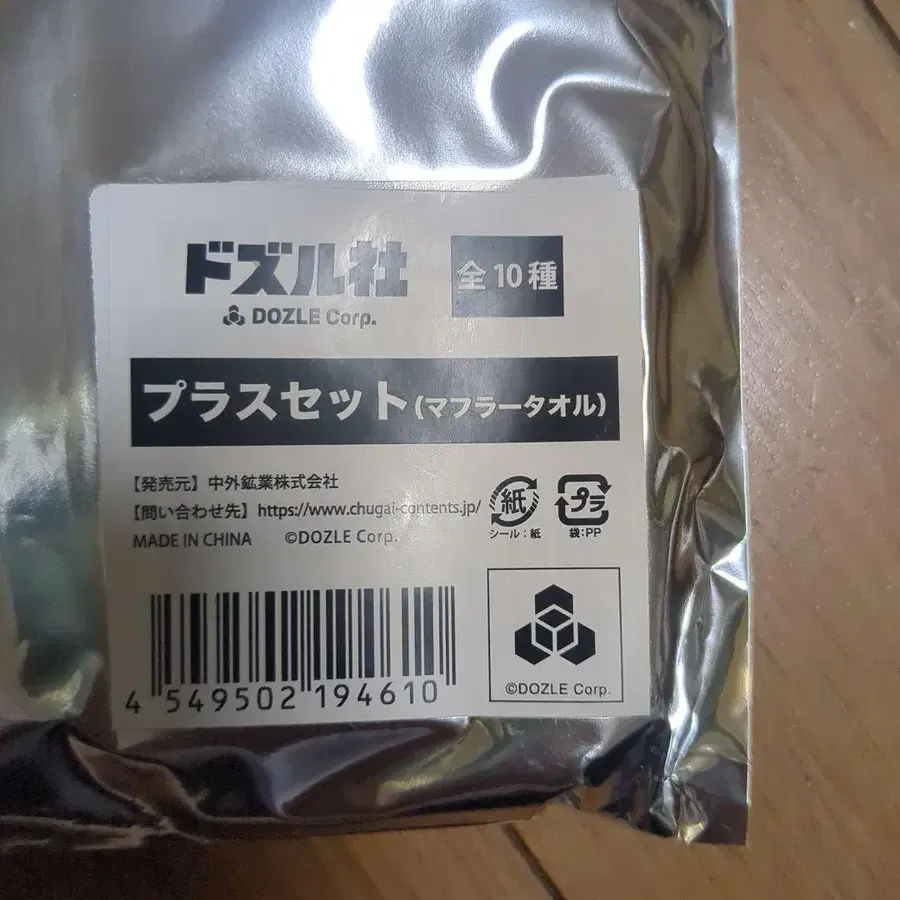 ドズル社
DOZLE Corp.
全10種
プラスセット(マフラータオル)
【発売元】中外鉱業株式会社
【問い合わせ先】https://www.chugai-contents.jp/
MADE IN CHINA ©DOZLE Corp.
紙
シール:紙
プラ
袋:PP
4 549502 194610
©DOZLE Corp.